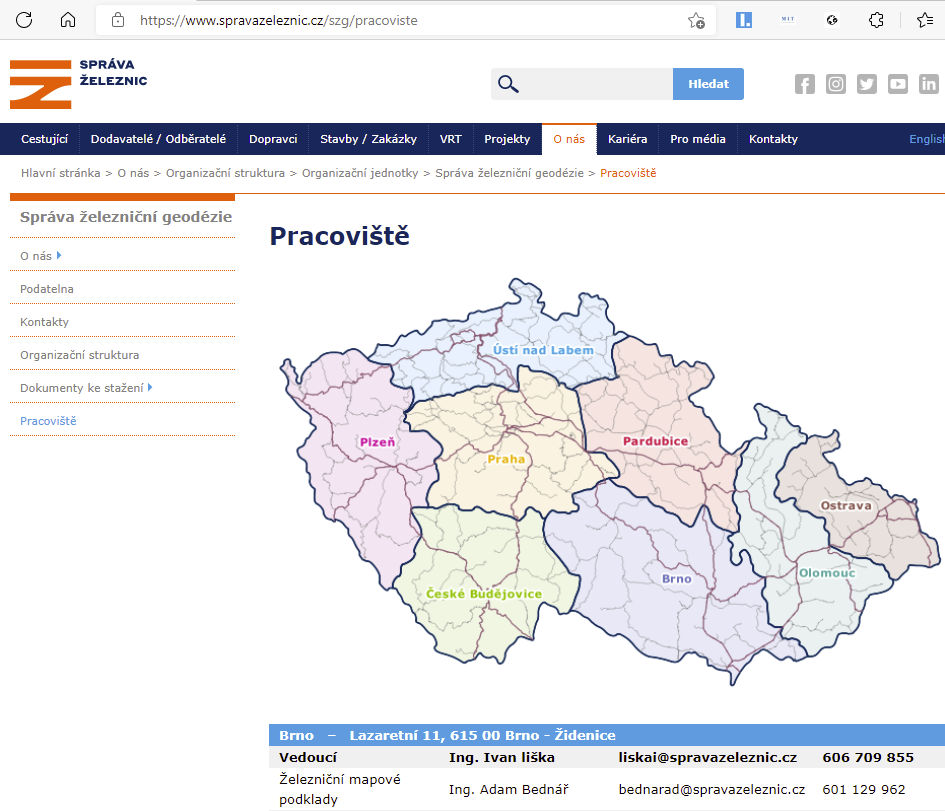 https://www.spravazeleznic.cz/szg/pracoviste
SPRÁVA
ŽELEZNIC
Hledat
Cestující Dodavatelé / Odběratelé Dopravci Stavby / Zakázky VRT Projekty O nás Kariéra Pro média Kontakty English
Hlavní stránka > O nás > Organizační struktura > Organizační jednotky > Správa železniční geodézie > Pracoviště
Správa železniční geodézie
O nás
Podatelna
Kontakty
Organizační struktura
Dokumenty ke stažení
Pracoviště
Pracoviště
Ústí nad Labem
Plzeň
Praha
Pardubice
Ostrava
Olomouc
Brno
České Budějovice
Brno – Lazaretní 11, 615 00 Brno - Židenice
Vedoucí Ing. Ivan liška liskai@spravazeleznic.cz 606 709 855
Železniční mapové
podklady Ing. Adam Bednář bednarad@spravazeleznic.cz 601 129 962